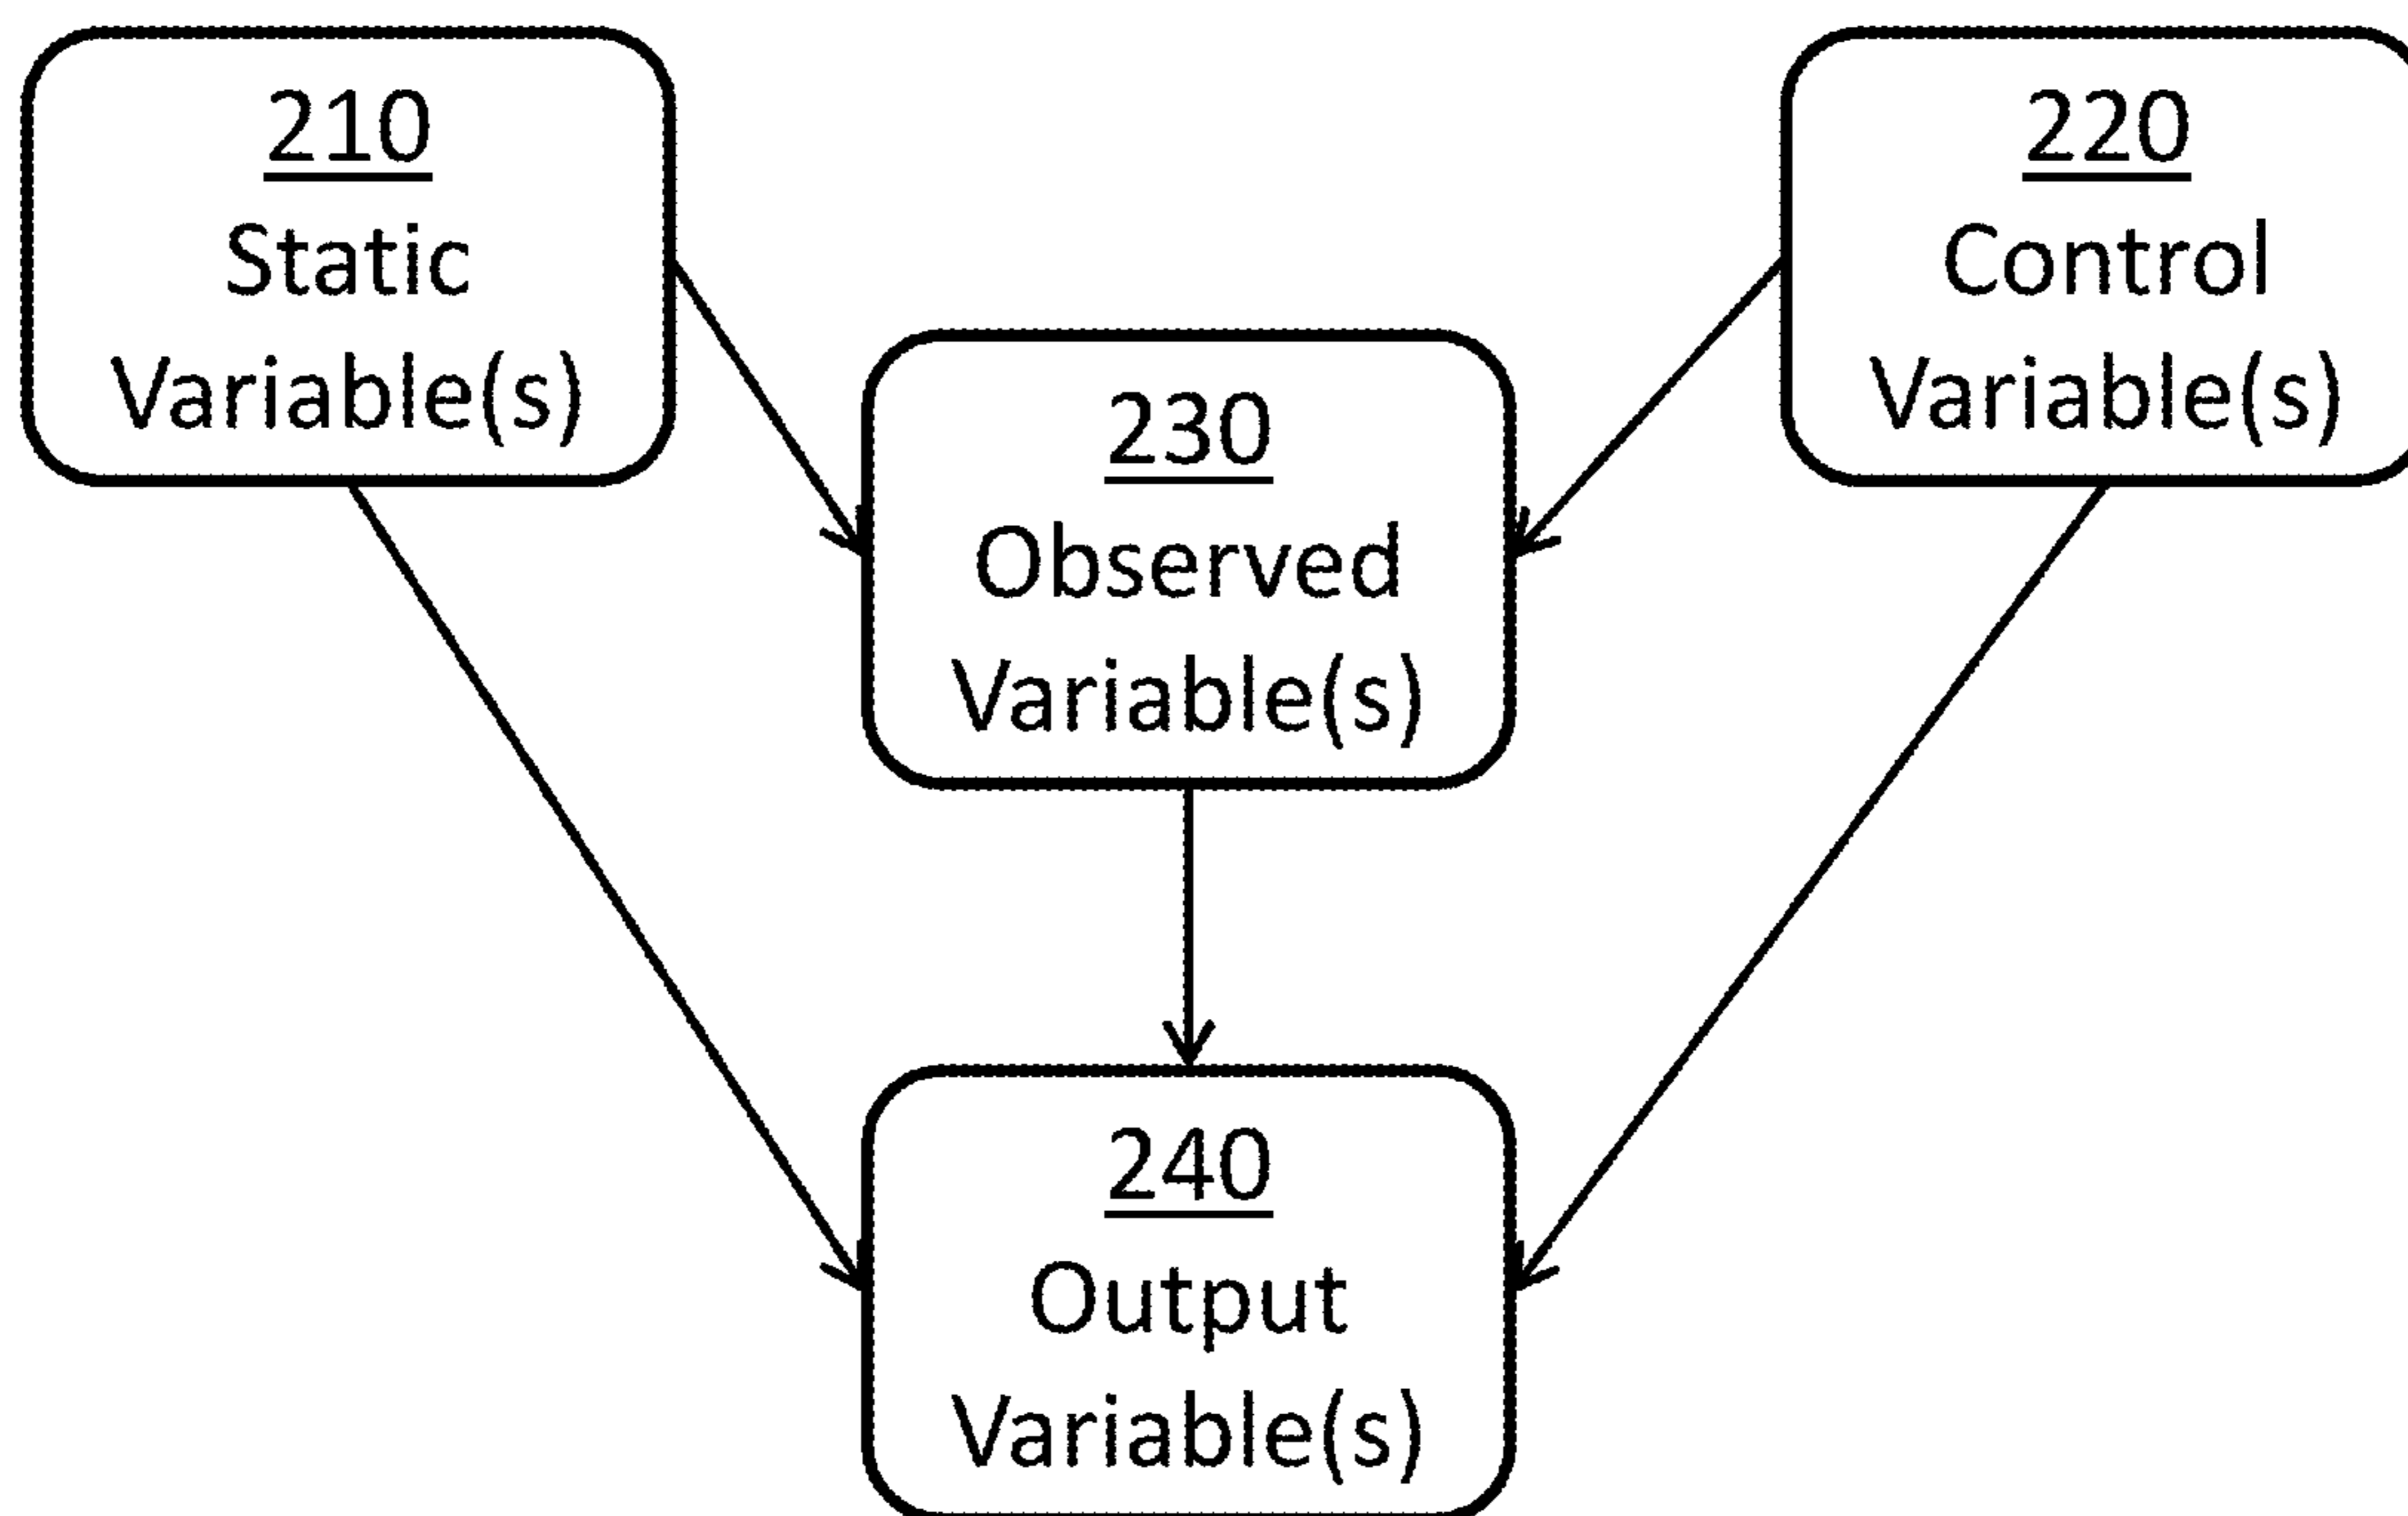 210
Static
Variable(s)
220
Control
Variable(s)
230
Observed
Variable(s)
240
Output
Variable(s)